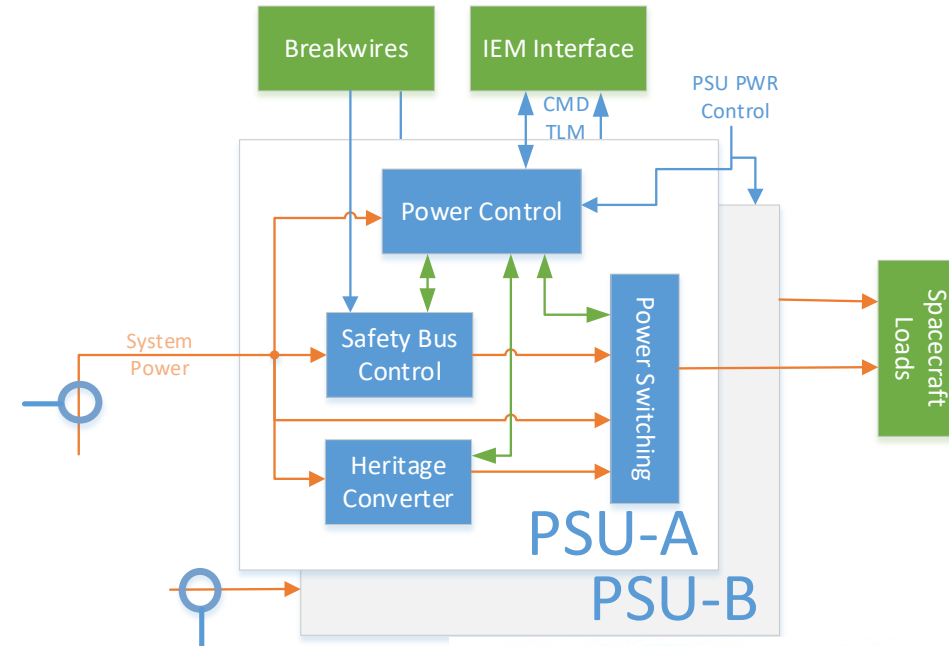 Breakwires
IEM Interface
CMD
TLM
PSU PWR
Control
Power Control
System
Power
Safety Bus
Control
Power Switching
Spacecraft
Loads
Heritage
Converter
PSU-A
PSU-B